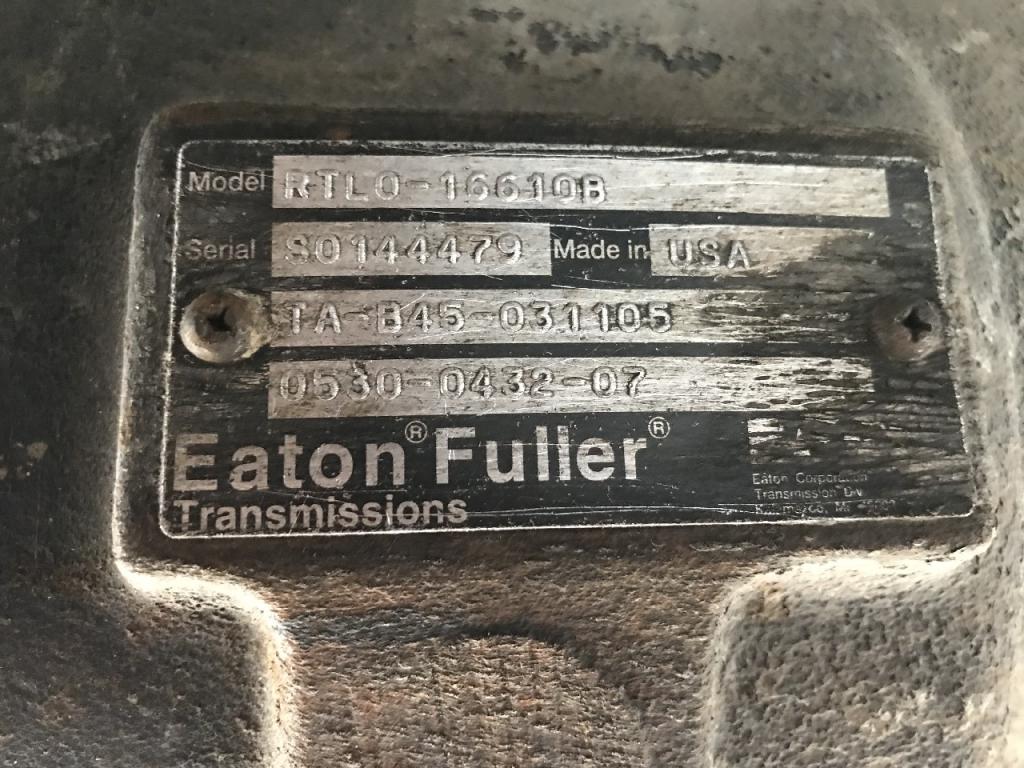 Model RTLO-16610B
Serial S0144479 Made in USA
TA-B45-031105
0530-0432-07
Eaton® Fuller®
Transmissions
Eaton Corporation
Transmission Div